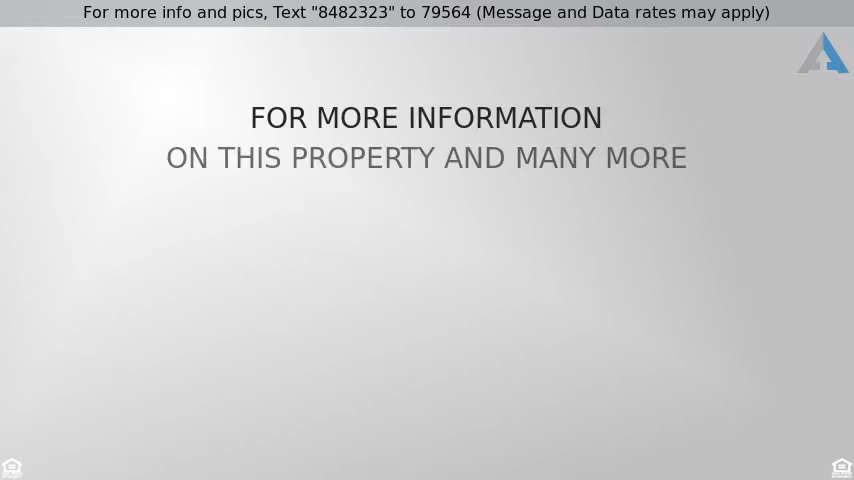 For more info and pics, Text "8482323" to 79564 (Message and Data rates may apply)
FOR MORE INFORMATION
ON THIS PROPERTY AND MANY MORE